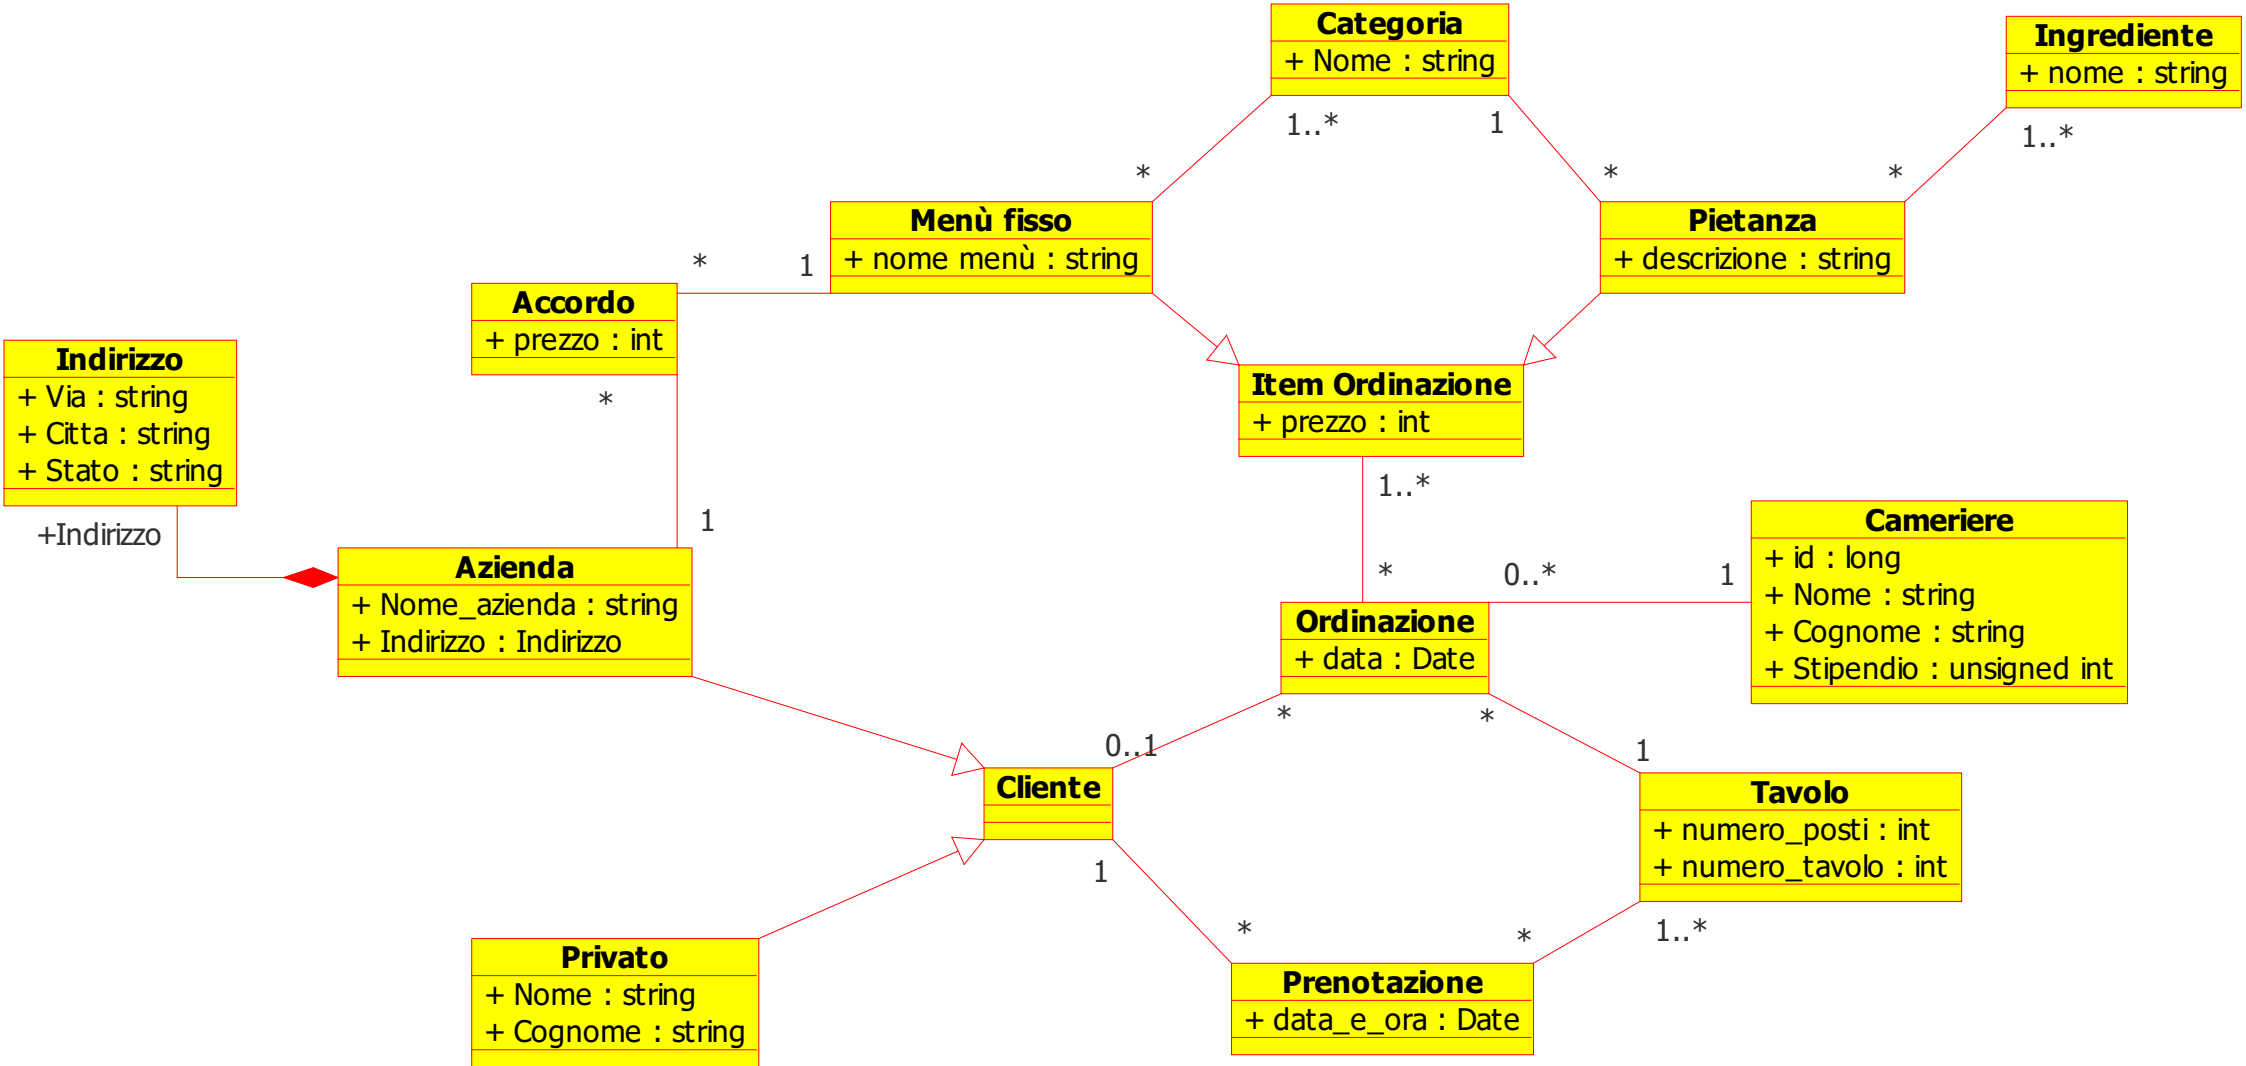 Categoria
+ Nome : string
1..*
1
*
*
Ingrediente
+ nome : string
1..*
*
Menù fisso
+ nome menù : string
Pietanza
+ descrizione : string
*
1
Accordo
+ prezzo : int
*
1
Indirizzo
+ Via : string
+ Citta : string
+ Stato : string
+Indirizzo
Item Ordinazione
+ prezzo : int
1..*
*
Azienda
+ Nome_azienda : string
+ Indirizzo : Indirizzo
0..*
1
Cameriere
+ id : long
+ Nome : string
+ Cognome : string
+ Stipendio : unsigned int
Ordinazione
+ data : Date
*
*
0..1
1
Cliente
1
*
Tavolo
+ numero_posti : int
+ numero_tavolo : int
1..*
*
Privato
+ Nome : string
+ Cognome : string
Prenotazione
+ data_e_ora : Date